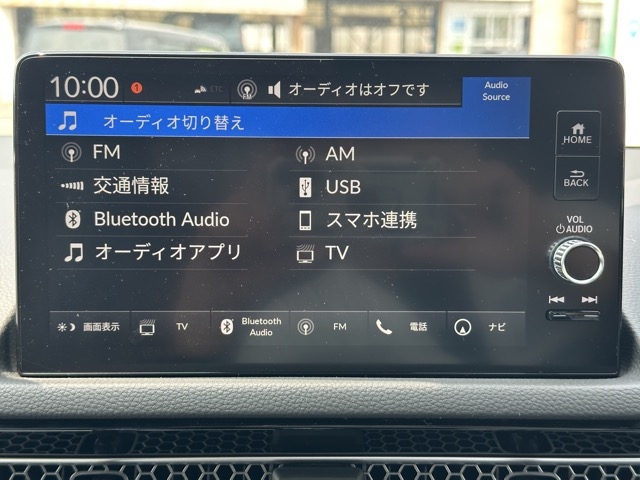 10:00
1
ETC
FM
オーディオはオフです
Audio
Source
オーディオ切り替え
FM
AM
交通情報
USB
Bluetooth Audio
スマホ連携
オーディオアプリ
TV
HOME
BACK
VOL
AUDIO
画面表示
TV
Bluetooth
Audio
FM
電話
ナビ